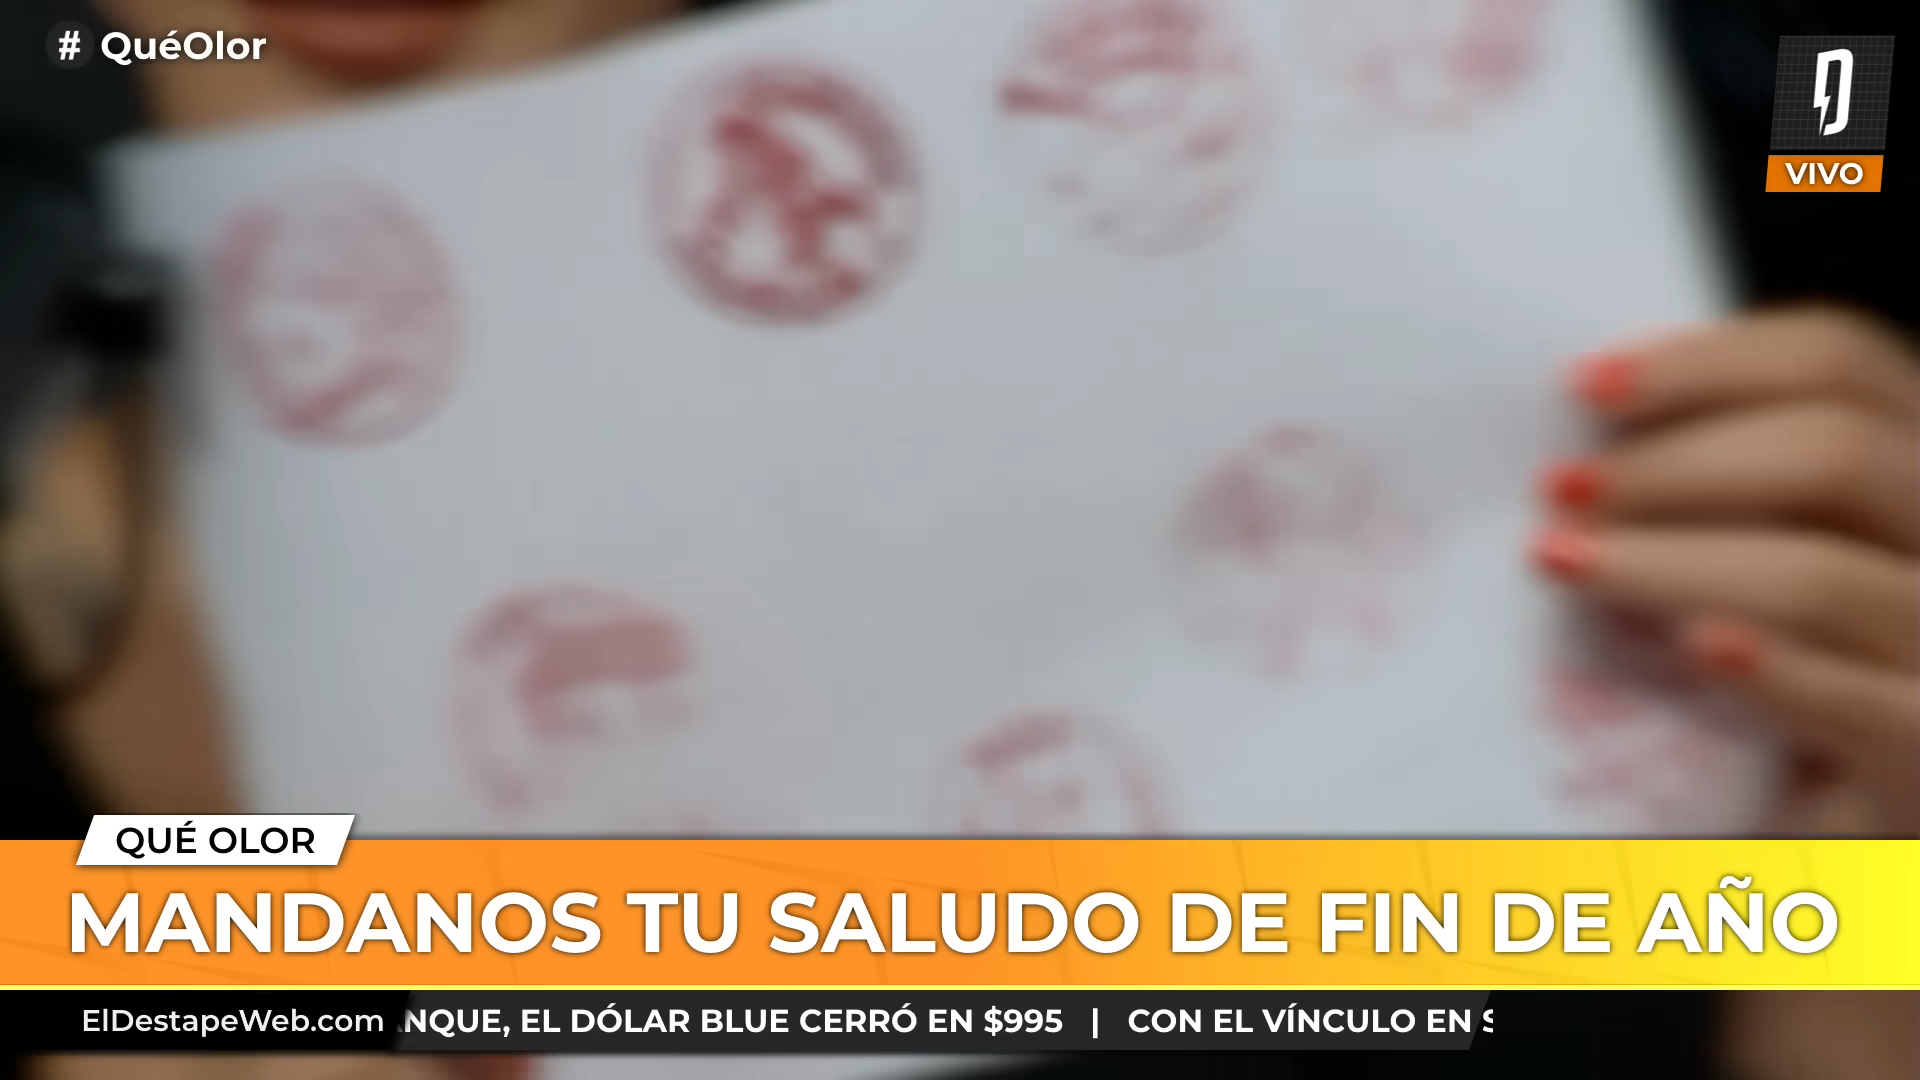 # QuéOlor
VIVO
QUÉ OLOR
MANDANOS TU SALUDO DE FIN DE AÑO
ElDestapeWeb.com
NQUE, EL DÓLAR BLUE CERRÓ EN $995 | CON EL VÍNCULO EN